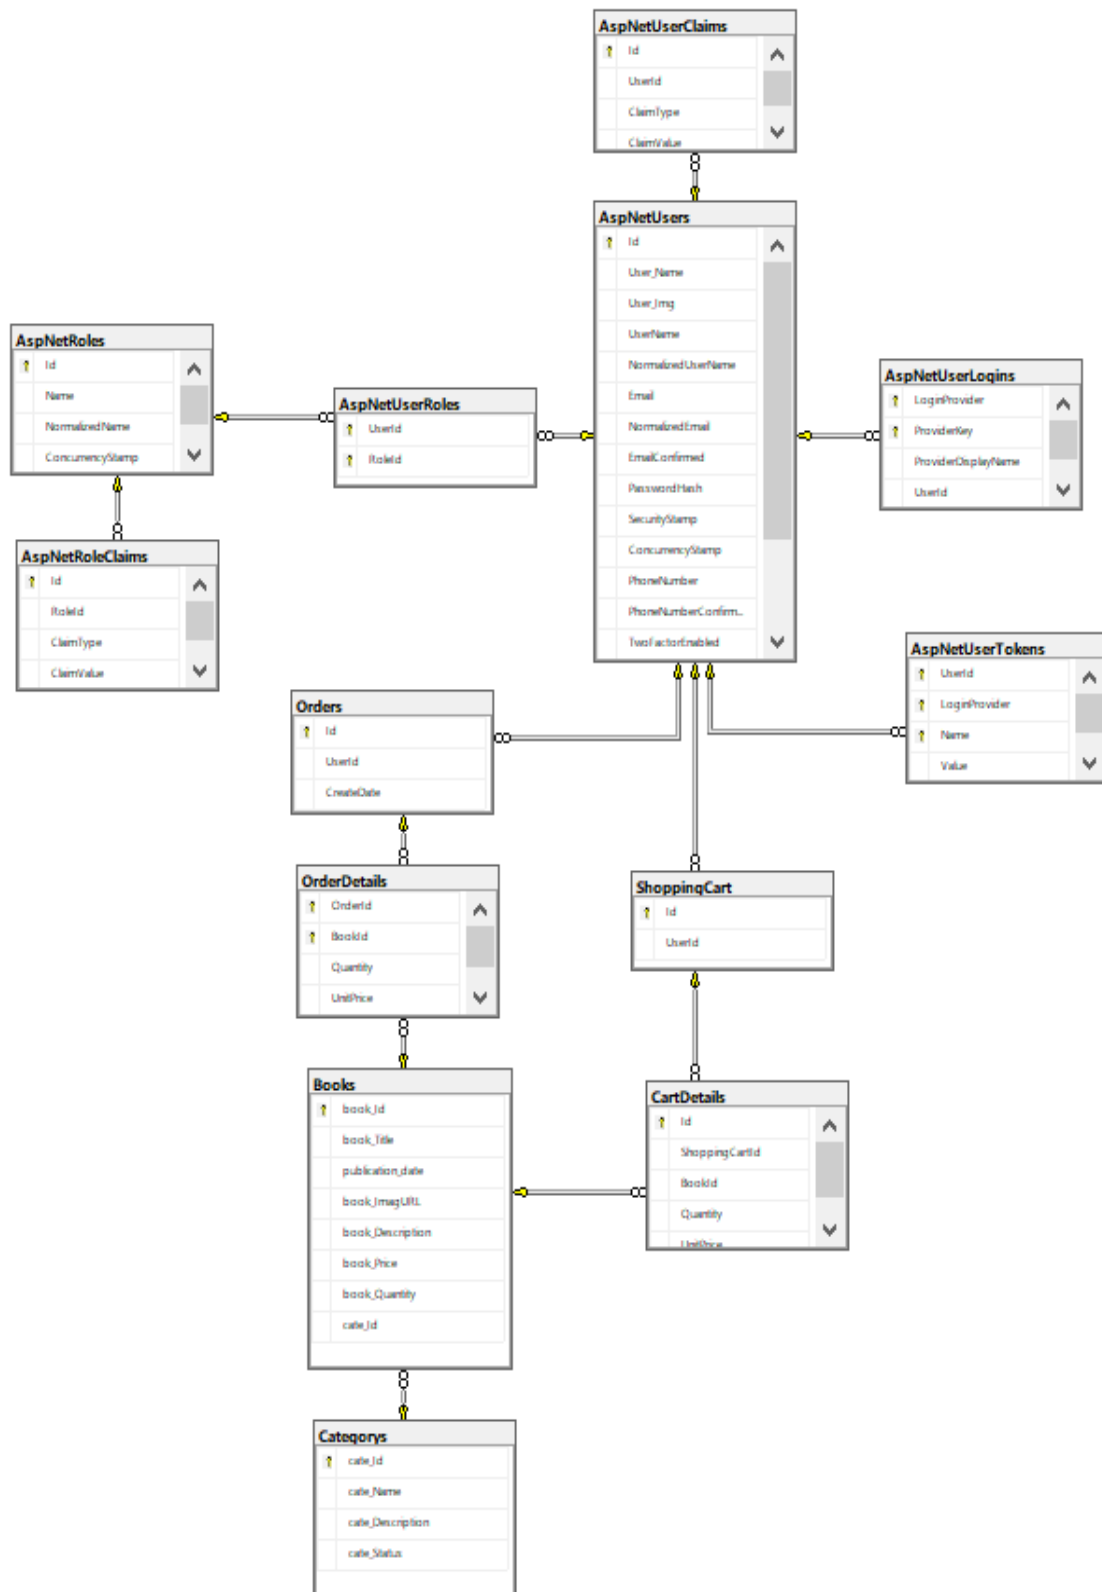 AspNetUserClaims
Id
UserId
ClaimType
ClaimValue
AspNetUsers
Id
User_Name
User_Img
UserName
NormalizedUserName
Email
NormalizedEmail
EmailConfirmed
PasswordHash
SecurityStamp
ConcurrencyStamp
PhoneNumber
PhoneNumberConfirm...
TwoFactorEnabled
AspNetRoles
Id
Name
NormalizedName
ConcurrencyStamp
AspNetUserRoles
UserId
RoleId
AspNetUserLogins
LoginProvider
ProviderKey
ProviderDisplayName
UserId
AspNetRoleClaims
Id
RoleId
ClaimType
ClaimValue
AspNetUserTokens
UserId
LoginProvider
Name
Value
Orders
Id
UserId
CreateDate
OrderDetails
OrderId
BookId
Quantity
UnitPrice
ShoppingCart
Id
UserId
Books
book_Id
book_Title
publication_date
book_ImagURL
book_Description
book_Price
book_Quantity
cate_Id
CartDetails
Id
ShoppingCartId
BookId
Quantity
UnitPrice
Categorys
cate_Id
cate_Name
cate_Description
cate_Status